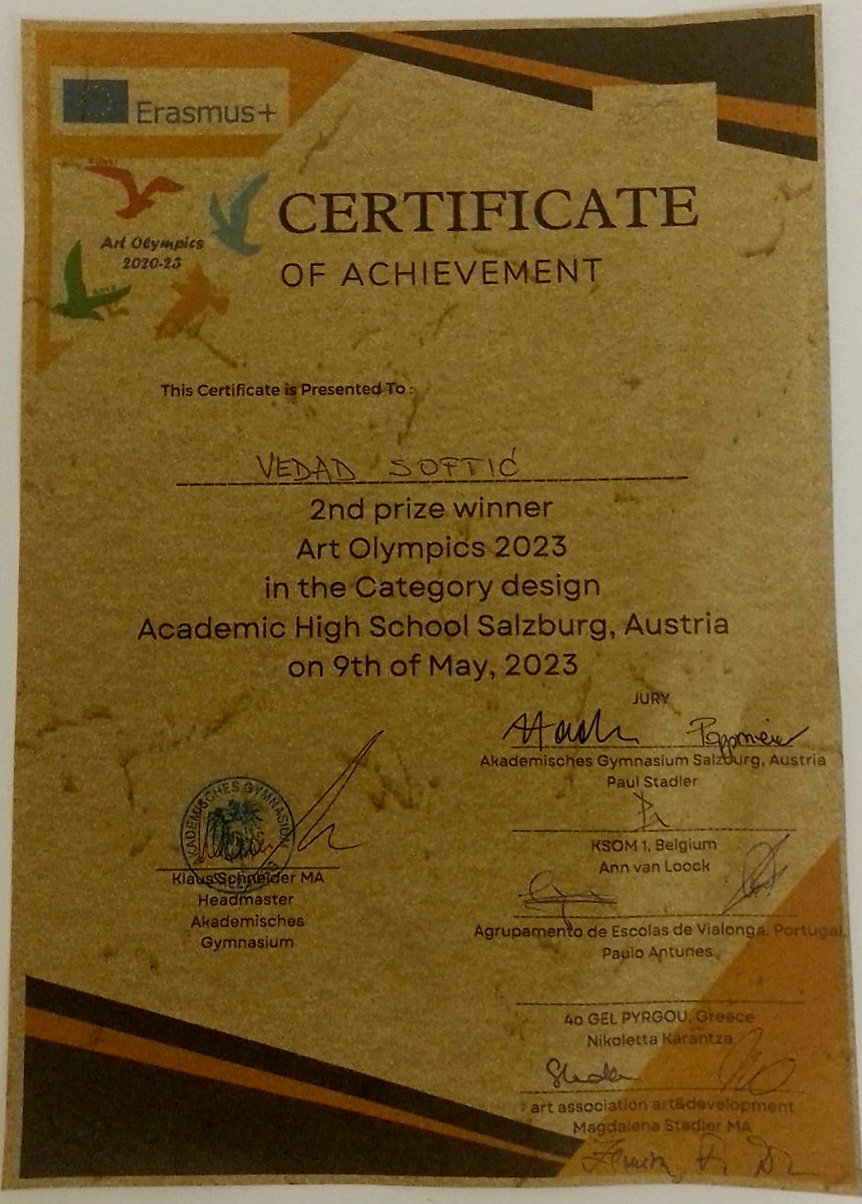 Erasmus+
Art Olympics
2020-23
CERTIFICATE
OF ACHIEVEMENT
This Certificate is Presented To :
VEDAD SOFTIĆ
2nd prize winner
Art Olympics 2023
in the Category design
Academic High School Salzburg, Austria
on 9th of May, 2023
AKADEMISCHES GYMNASIUM
Klaus Schneider MA
Headmaster
Akademisches
Gymnasium
JURY
Akademisches Gymnasium Salzburg, Austria
Paul Stadler
KSOM 1, Belgium
Ann van Loock
Agrupamento de Escolas de Vialonga, Portugal
Paulo Antunes
4o GEL PYRGOU, Greece
Nikoletta Karantza
art association art&development
Magdalena Stadler MA